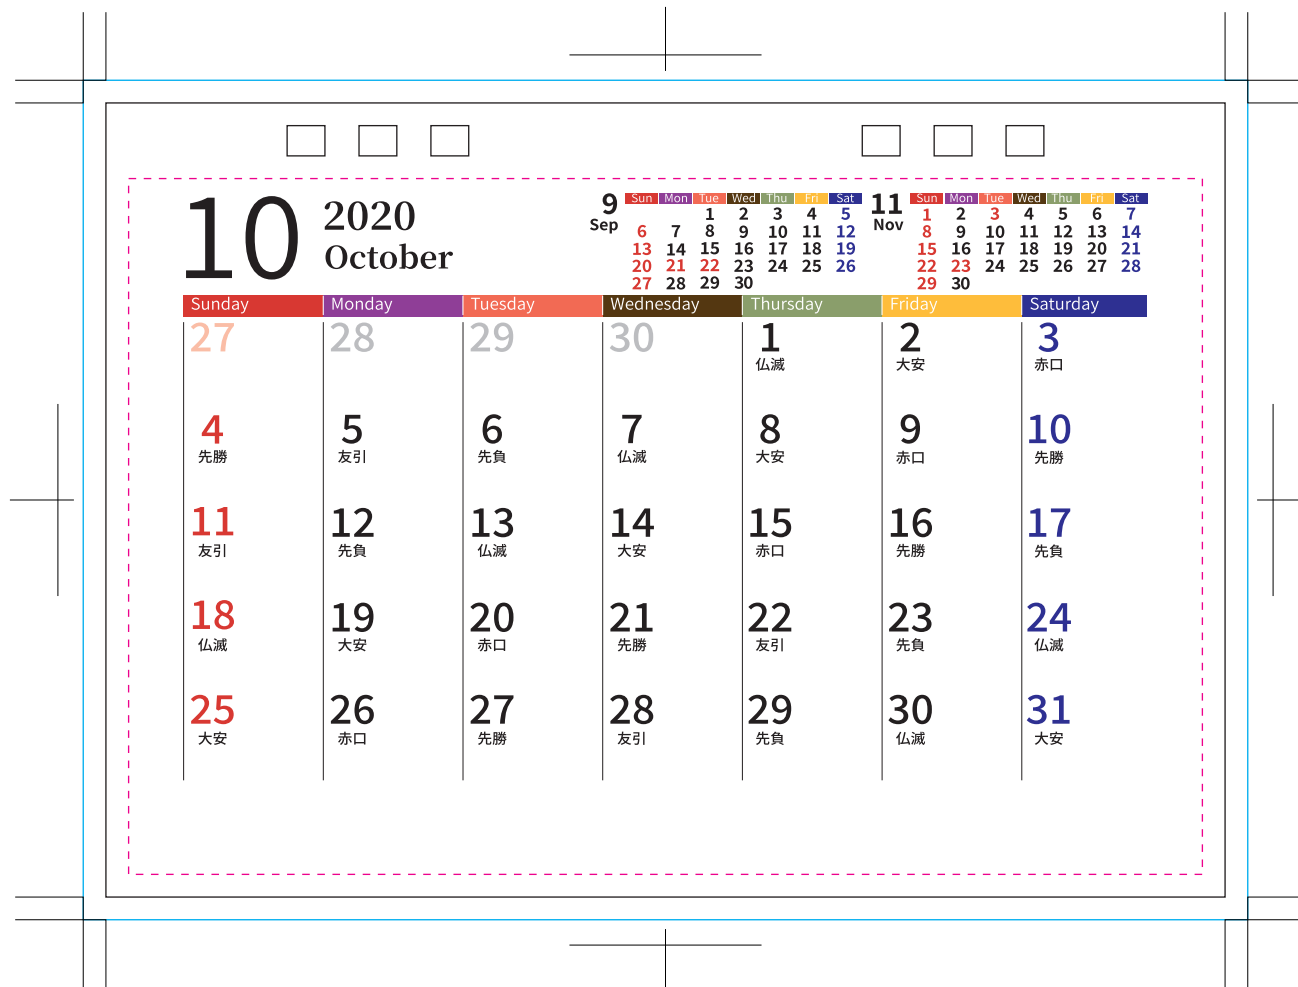 10
2020
October
9
Sep
Sun Mon Tue Wed Thu Fri Sat
1 2 3 4 5
6 7 8 9 10 11 12
13 14 15 16 17 18 19
20 21 22 23 24 25 26
27 28 29 30
11
Nov
Sun Mon Tue Wed Thu Fri Sat
1 2 3 4 5 6 7
8 9 10 11 12 13 14
15 16 17 18 19 20 21
22 23 24 25 26 27 28
29 30
Sunday Monday Tuesday Wednesday Thursday Friday Saturday
27 28 29 30 1 2 3
仏滅 大安 赤口
4 5 6 7 8 9 10
先勝 友引 先負 仏滅 大安 赤口 先勝
11 12 13 14 15 16 17
友引 先負 仏滅 大安 赤口 先勝 先負
18 19 20 21 22 23 24
仏滅 大安 赤口 先勝 友引 先負 仏滅
25 26 27 28 29 30 31
大安 赤口 先勝 友引 先負 仏滅 大安